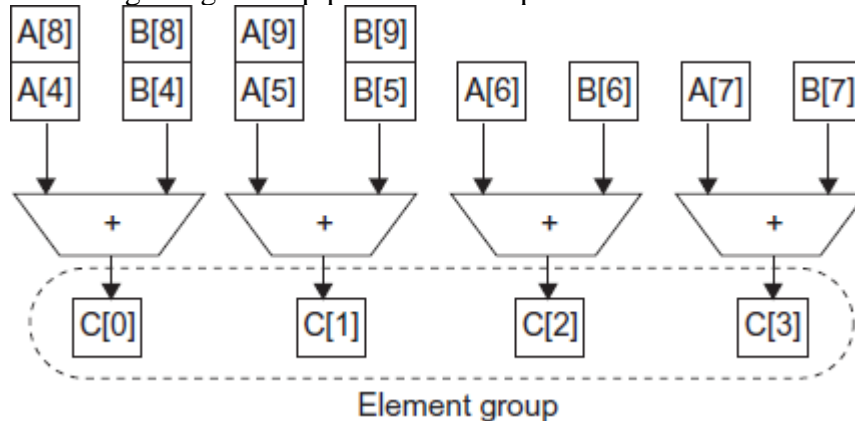 A[8] B[8] A[9] B[9]
A[4] B[4] A[5] B[5] A[6] B[6] A[7] B[7]
+ + + +
C[0] C[1] C[2] C[3]
Element group